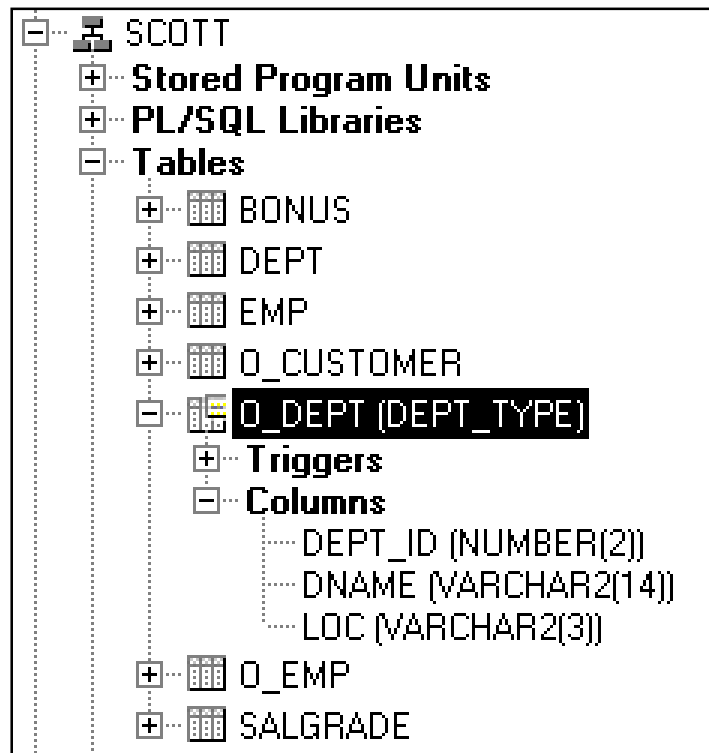 SCOTT
Stored Program Units
PL/SQL Libraries
Tables
BONUS
DEPT
EMP
O_CUSTOMER
O_DEPT (DEPT_TYPE)
Triggers
Columns
DEPT_ID (NUMBER(2))
DNAME (VARCHAR2(14))
LOC (VARCHAR2(3))
O_EMP
SALGRADE